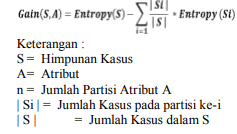 Gain(S,A) = Entropy(S) − ∑ i=1 |Si| / |S| * Entropy (Si)
Keterangan :
S = Himpunan Kasus
A= Atribut
n = Jumlah Partisi Atribut A
| Si | = Jumlah Kasus pada partisi ke-i
| S | = Jumlah Kasus dalam S